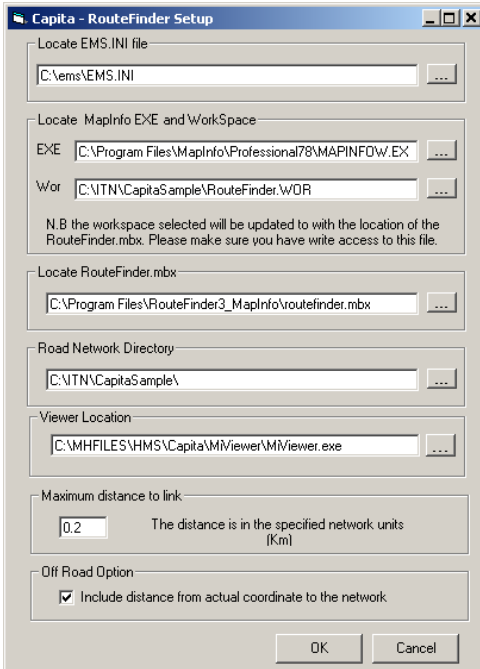 Capita - RouteFinder Setup
Locate EMS.INI file
C:\ems\EMS.INI
...
Locate MapInfo EXE and WorkSpace
EXE C:\Program Files\MapInfo\Professional78\MAPINFOW.EX ...
Wor C:\ITN\CapitaSample\RouteFinder.WOR ...
N.B the workspace selected will be updated to with the location of the
RouteFinder.mbx. Please make sure you have write access to this file.
Locate RouteFinder.mbx
C:\Program Files\RouteFinder3_MapInfo\routefinder.mbx ...
Road Network Directory
C:\ITN\CapitaSample\ ...
Viewer Location
C:\MHFILES\HMS\Capita\MiViewer\MiViewer.exe ...
Maximum distance to link
0.2 The distance is in the specified network units
(Km)
Off Road Option
Include distance from actual coordinate to the network
OK Cancel